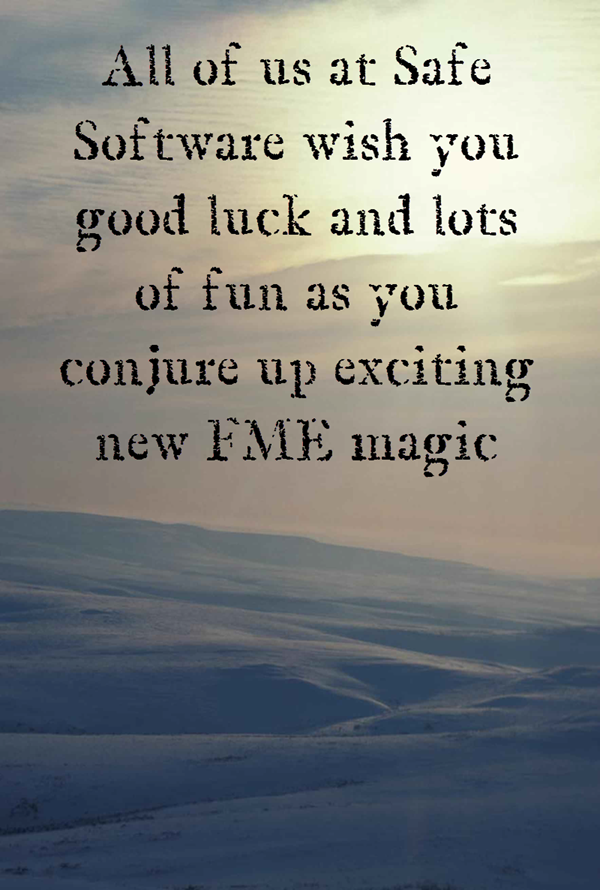 All of us at Safe
Software wish you
good luck and lots
of fun as you
conjure up exciting
new FME magic